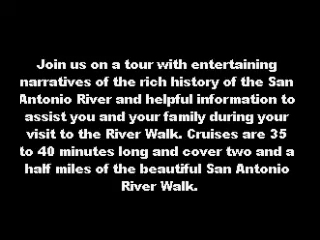 Join us on a tour with entertaining
narratives of the rich history of the San
Antonio River and helpful information to
assist you and your family during your
visit to the River Walk. Cruises are 35
to 40 minutes long and cover two and a
half miles of the beautiful San Antonio
River Walk.